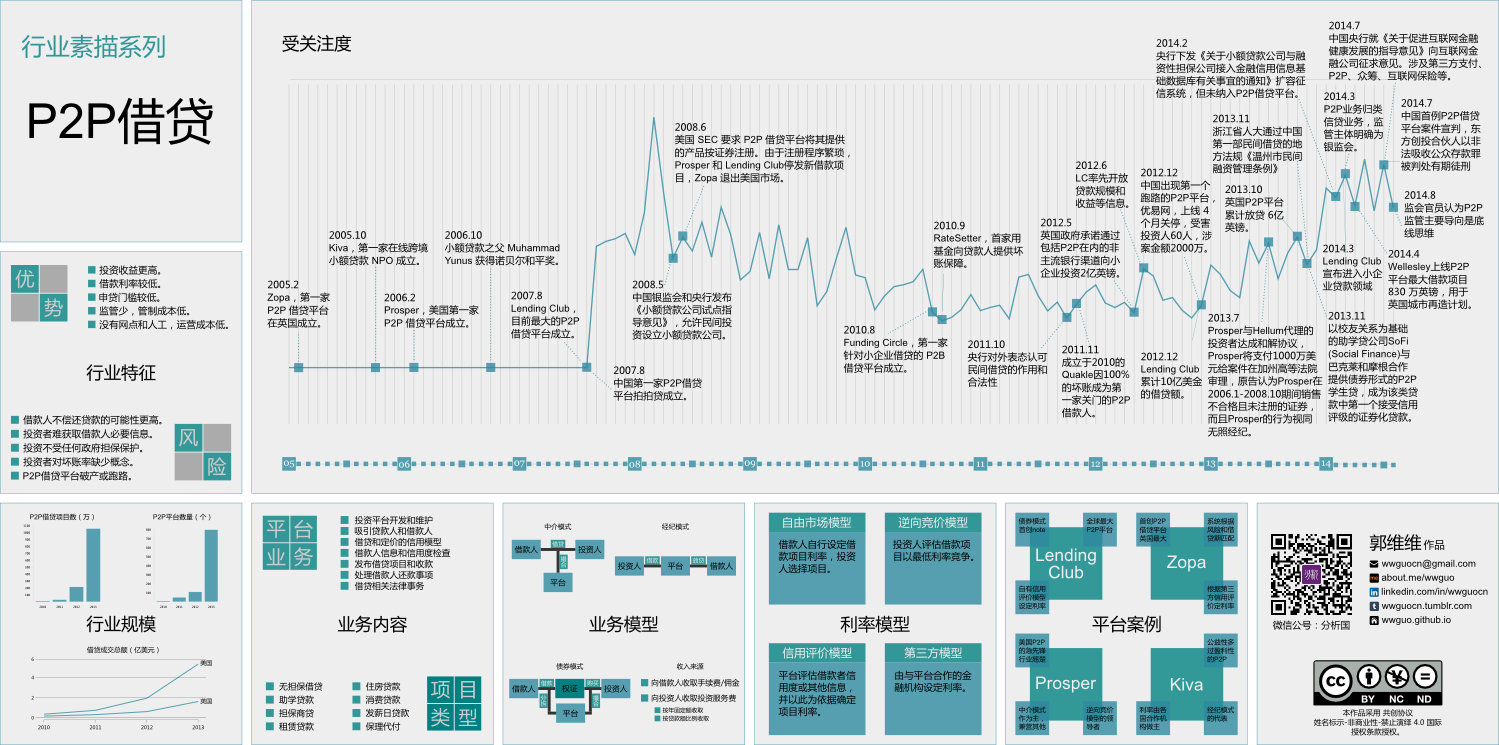 行业素描系列
P2P借贷
优
势
投资收益更高。
借款利率较低。
申贷门槛较低。
监管少，管制成本低。
没有网点和人工，运营成本低。
行业特征
借款人不偿还贷款的可能性更高。
投资者难获取借款人必要信息。
投资不受任何政府担保保护。
投资者对坏账率缺少概念。
P2P借贷平台破产或跑路。
风
险
受关注度
2005.2
Zopa，第一家
P2P 借贷平台
在英国成立。
2005.10
Kiva，第一家在线跨境
小额贷款 NPO 成立。
2006.2
Prosper，美国第一家
P2P 借贷平台成立。
2006.10
小额贷款之父 Muhammad
Yunus 获得诺贝尔和平奖。
2007.8
Lending Club，
目前最大的P2P
借贷平台成立。
2007.8
中国第一家P2P借贷
平台拍拍贷成立。
2008.6
美国 SEC 要求 P2P 借贷平台将其提供
的产品按证券注册。由于注册程序繁琐，
Prosper 和 Lending Club停发新借款项
目，Zopa 退出美国市场。
2008.5
中国银监会和央行发布
《小额贷款公司试点指
导意见》，允许民间投
资设立小额贷款公司。
2010.8
Funding Circle，第一家
针对小企业借贷的 P2B
借贷平台成立。
2010.9
RateSetter，首家用
基金向贷款人提供坏
账保障。
2011.10
央行对外表态认可
民间借贷的作用和
合法性
2011.11
成立于2010的
Quakle因100%
的坏账成为第
一家关门的P2P
借款人。
2012.5
英国政府承诺通过
包括P2P在内的非
主流银行渠道向小
企业投资2亿英镑。
2012.6
LC率先开放
贷款规模和
收益等信息。
2012.12
中国出现第一个
跑路的P2P平台，
优易网，上线 4
个月关停，受害
投资人60人，涉
案金额2000万。
2012.12
Lending Club
累计10亿美金
的借贷额。
2013.7
Prosper与Hellum代理的
投资者达成和解协议，
Prosper将支付1000万美
元给案件在加州高等法院
审理，原告认为Prosper在
2006.1-2008.10期间销售
不合格且未注册的证券，
而且Prosper的行为视同
无照经纪。
2013.10
英国P2P平台
累计放贷 6亿
英镑。
2013.11
浙江省人大通过中国
第一部民间借贷的地
方法规《温州市民间
融资管理条例》
2013.11
以校友关系为基础
的助学贷公司SoFi
(Social Finance)与
巴克莱和摩根合作
提供债券形式的P2P
学生贷，成为该类贷
款中第一个接受信用
评级的证券化贷款。
2014.2
央行下发《关于小额贷款公司与融
资性担保公司接入金融信用信息基
础数据库有关事宜的通知》扩容征
信系统，但未纳入P2P借贷平台。
2014.3
P2P业务归类
信贷业务，监
管主体明确为
银监会。
2014.3
Lending Club
宣布进入小企
业贷款领域
2014.4
Wellesley上线P2P
平台最大借款项目
830 万英镑，用于
英国城市再造计划。
2014.7
中国央行就《关于促进互联网金融
健康发展的指导意见》向互联网金
融公司征求意见。涉及第三方支付、
P2P、众筹、互联网保险等。
2014.7
中国首例P2P借贷
平台案件宣判，东
方创投合伙人以非
法吸收公众存款罪
被判处有期徒刑
2014.8
监会官员认为P2P
监管主要导向是底
线思维
05 06 07 08 09 10 11 12 13 14
P2P借贷项目数（万）
2010 2011 2012 2013
P2P平台数量（个）
2010 2011 2012 2013
行业规模
借贷成交总额（亿美元）
6
4
2
0
美国
英国
2010 2011 2012 2013
平台
业务
投资平台开发和维护
吸引贷款人和借款人
借贷和定价的信用模型
借款人信息和信用度检查
发布借贷项目和收款
处理借款人还款事项
借贷相关法律事务
业务内容
无担保借贷
助学贷款
担保商贷
租赁贷款
住房贷款
消费贷款
发薪日贷款
保理代付
项目
类型
中介模式
借款人
借贷
投资人
平台
经纪模式
投资人
借款
平台
放贷
借款人
业务模型
债券模式
借款人
权证
投资人
平台
收入来源
向借款人收取手续费/佣金
向投资人收取投资服务费
按年固定额收取
按贷款额比例收取
自由市场模型
借款人自行设定借
款项目利率，投资
人选择项目。
逆向竞价模型
投资人评估借款项
目以最低利率竞争。
利率模型
信用评价模型
平台评估借款者信
用度或其他信息，
并以此为依据确定
项目利率。
第三方模型
由与平台合作的金
融机构设定利率。
债券模式
首创note
全球最大
P2P平台
Lending
Club
自有信用
评价模型
设定利率
首创P2P
借贷平台
英国最大
系统根据
风险和借
贷期匹配
Zopa
根据第三
方信用评
价定利率
平台案例
美国P2P
的急先锋
行业翘楚
Prosper
中介模式
作为主，
兼营其他
逆向竞价
模型的领
导者
公益性多
过盈利性
的P2P
Kiva
利率由各
国合作机
构做主
经纪模式
的代表
微信公号：分析国
郭维维 作品
wwguocn@gmail.com
about.me/wwguo
linkedin.com/in/wwguocn
wwguocn.tumblr.com
wwguo.github.io
cc
BY NC ND
本作品采用 共创协议
姓名标示-非商业性-禁止演绎 4.0 国际
授权条款授权。